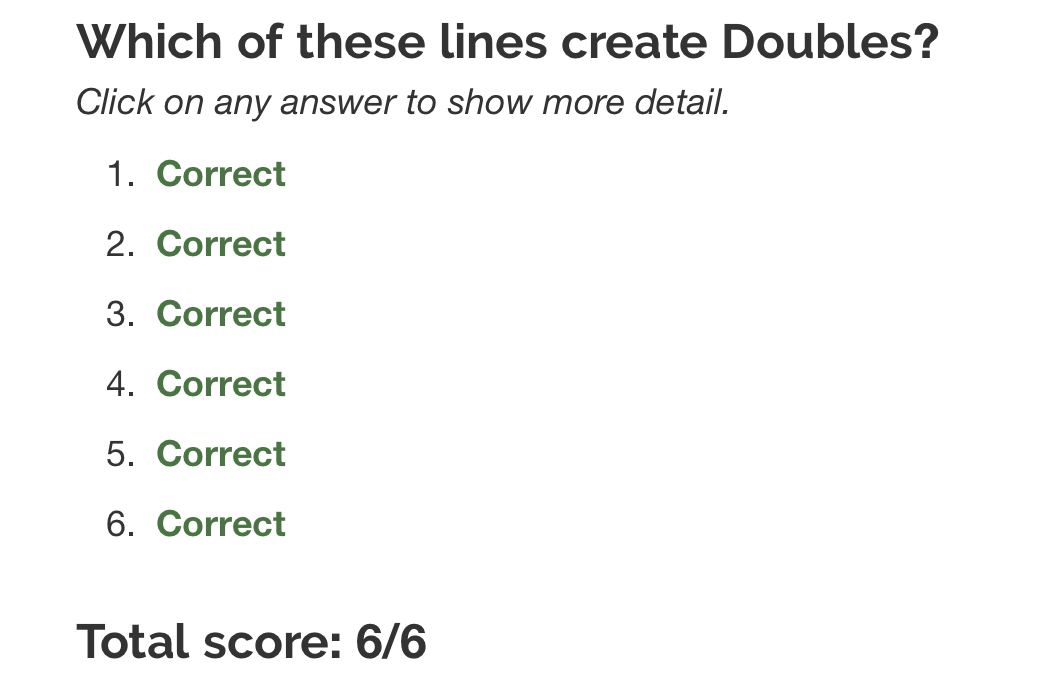 Which of these lines create Doubles?
Click on any answer to show more detail.
1. Correct
2. Correct
3. Correct
4. Correct
5. Correct
6. Correct
Total score: 6/6